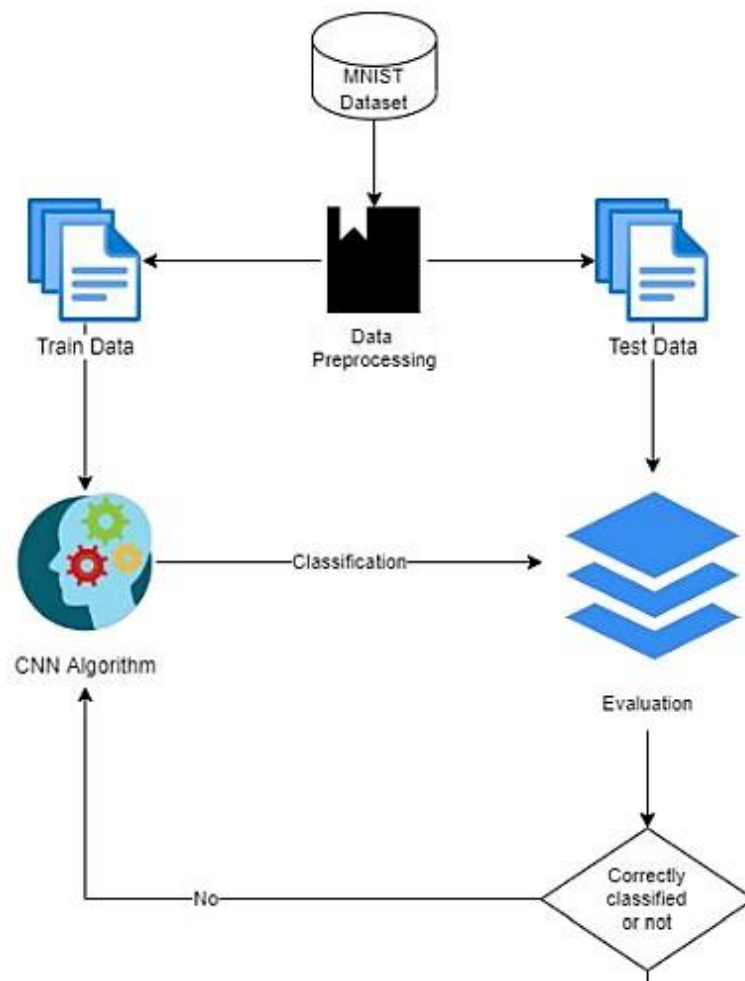 MNIST
Dataset
Train Data
Data
Preprocessing
Test Data
Classification
CNN Algorithm
Evaluation
No
Correctly
classified
or not